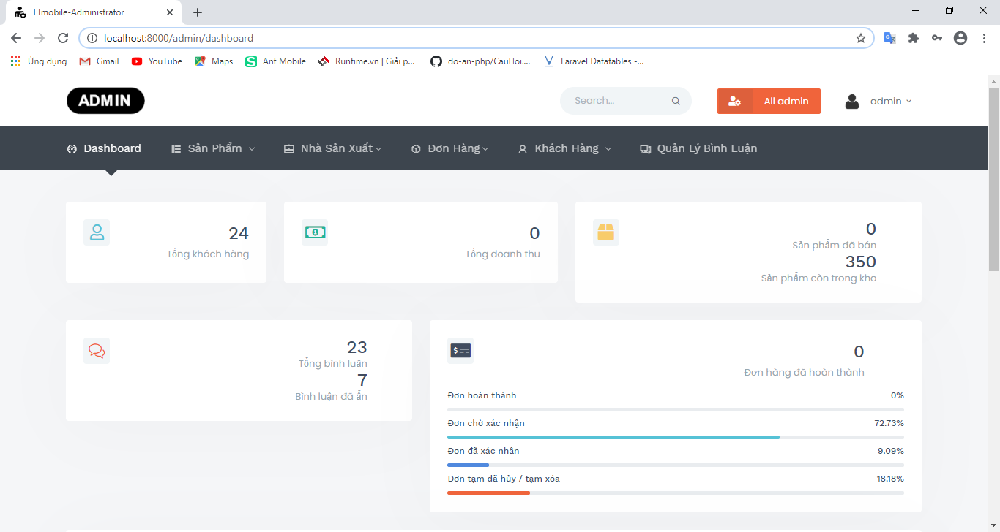 TTmobile-Administrator
localhost:8000/admin/dashboard
Ứng dụng Gmail YouTube Maps Ant Mobile Runtime.vn | Giải p... do-an-php/CauHoi.... Laravel Datatables -...
ADMIN Search... All admin admin
Dashboard Sản Phẩm Nhà Sản Xuất Đơn Hàng Khách Hàng Quản Lý Bình Luận
24
Tổng khách hàng
0
Tổng doanh thu
0
Sản phẩm đã bán
350
Sản phẩm còn trong kho
23
Tổng bình luận
7
Bình luận đã ẩn
0
Đơn hàng đã hoàn thành
Đơn hoàn thành 0%
Đơn chờ xác nhận 72.73%
Đơn đã xác nhận 9.09%
Đơn tạm đã hủy / tạm xóa 18.18%